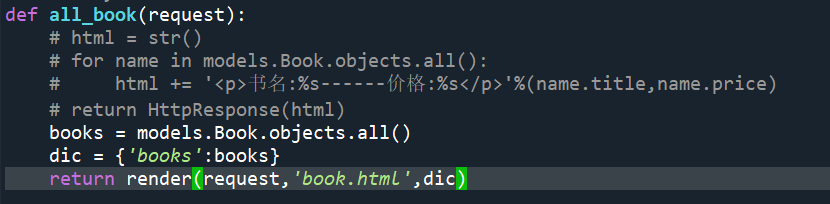 def all_book(request):
    # html = str()
    # for name in models.Book.objects.all():
    #     html += '<p>书名:%s------价格:%s</p>'%(name.title,name.price)
    # return HttpResponse(html)
    books = models.Book.objects.all()
    dic = {'books':books}
    return render(request,'book.html',dic)